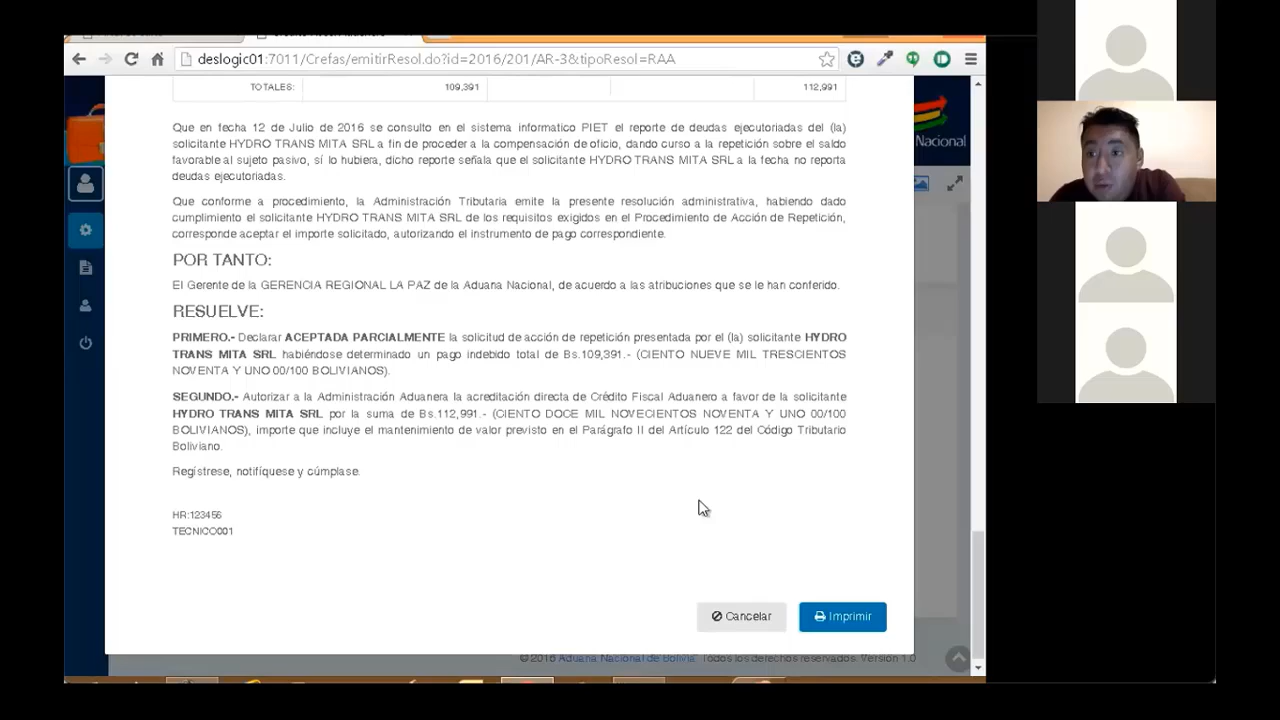 deslogic01:7011/Crefas/emitirResol.do?id=2016/201/AR-3&tipoResol=RAA
TOTALES: 109,391 112,991
Nacional
Que en fecha 12 de Julio de 2016 se consulto en el sistema informatico PIET el reporte de deudas ejecutoriadas del (la)
solicitante HYDRO TRANS MITA SRL a fin de proceder a la compensación de oficio, dando curso a la repetición sobre el saldo
favorable al sujeto pasivo, sí lo hubiera, dicho reporte señala que el solicitante HYDRO TRANS MITA SRL a la fecha no reporta
deudas ejecutoriadas.
Que conforme a procedimiento, la Administración Tributaria emite la presente resolución administrativa, habiendo dado
cumplimiento el solicitante HYDRO TRANS MITA SRL de los requisitos exigidos en el Procedimiento de Acción de Repetición,
corresponde aceptar el importe solicitado, autorizando el instrumento de pago correspondiente.
POR TANTO:
El Gerente de la GERENCIA REGIONAL LA PAZ de la Aduana Nacional, de acuerdo a las atribuciones que se le han conferido.
RESUELVE:
PRIMERO.- Declarar ACEPTADA PARCIALMENTE la solicitud de acción de repetición presentada por el (la) solicitante HYDRO
TRANS MITA SRL habiéndose determinado un pago indebido total de Bs.109,391.- (CIENTO NUEVE MIL TRESCIENTOS
NOVENTA Y UNO 00/100 BOLIVIANOS).
SEGUNDO.- Autorizar a la Administración Aduanera la acreditación directa de Crédito Fiscal Aduanero a favor de la solicitante
HYDRO TRANS MITA SRL por la suma de Bs.112,991.- (CIENTO DOCE MIL NOVECIENTOS NOVENTA Y UNO 00/100
BOLIVIANOS), importe que incluye el mantenimiento de valor previsto en el Parágrafo II del Artículo 122 del Código Tributario
Boliviano.
Regístrese, notifíquese y cúmplase.
HR:123456
TECNICO001
Cancelar
Imprimir
© 2016 Aduana Nacional de Bolivia. Todos los derechos reservados. Versión 1.0